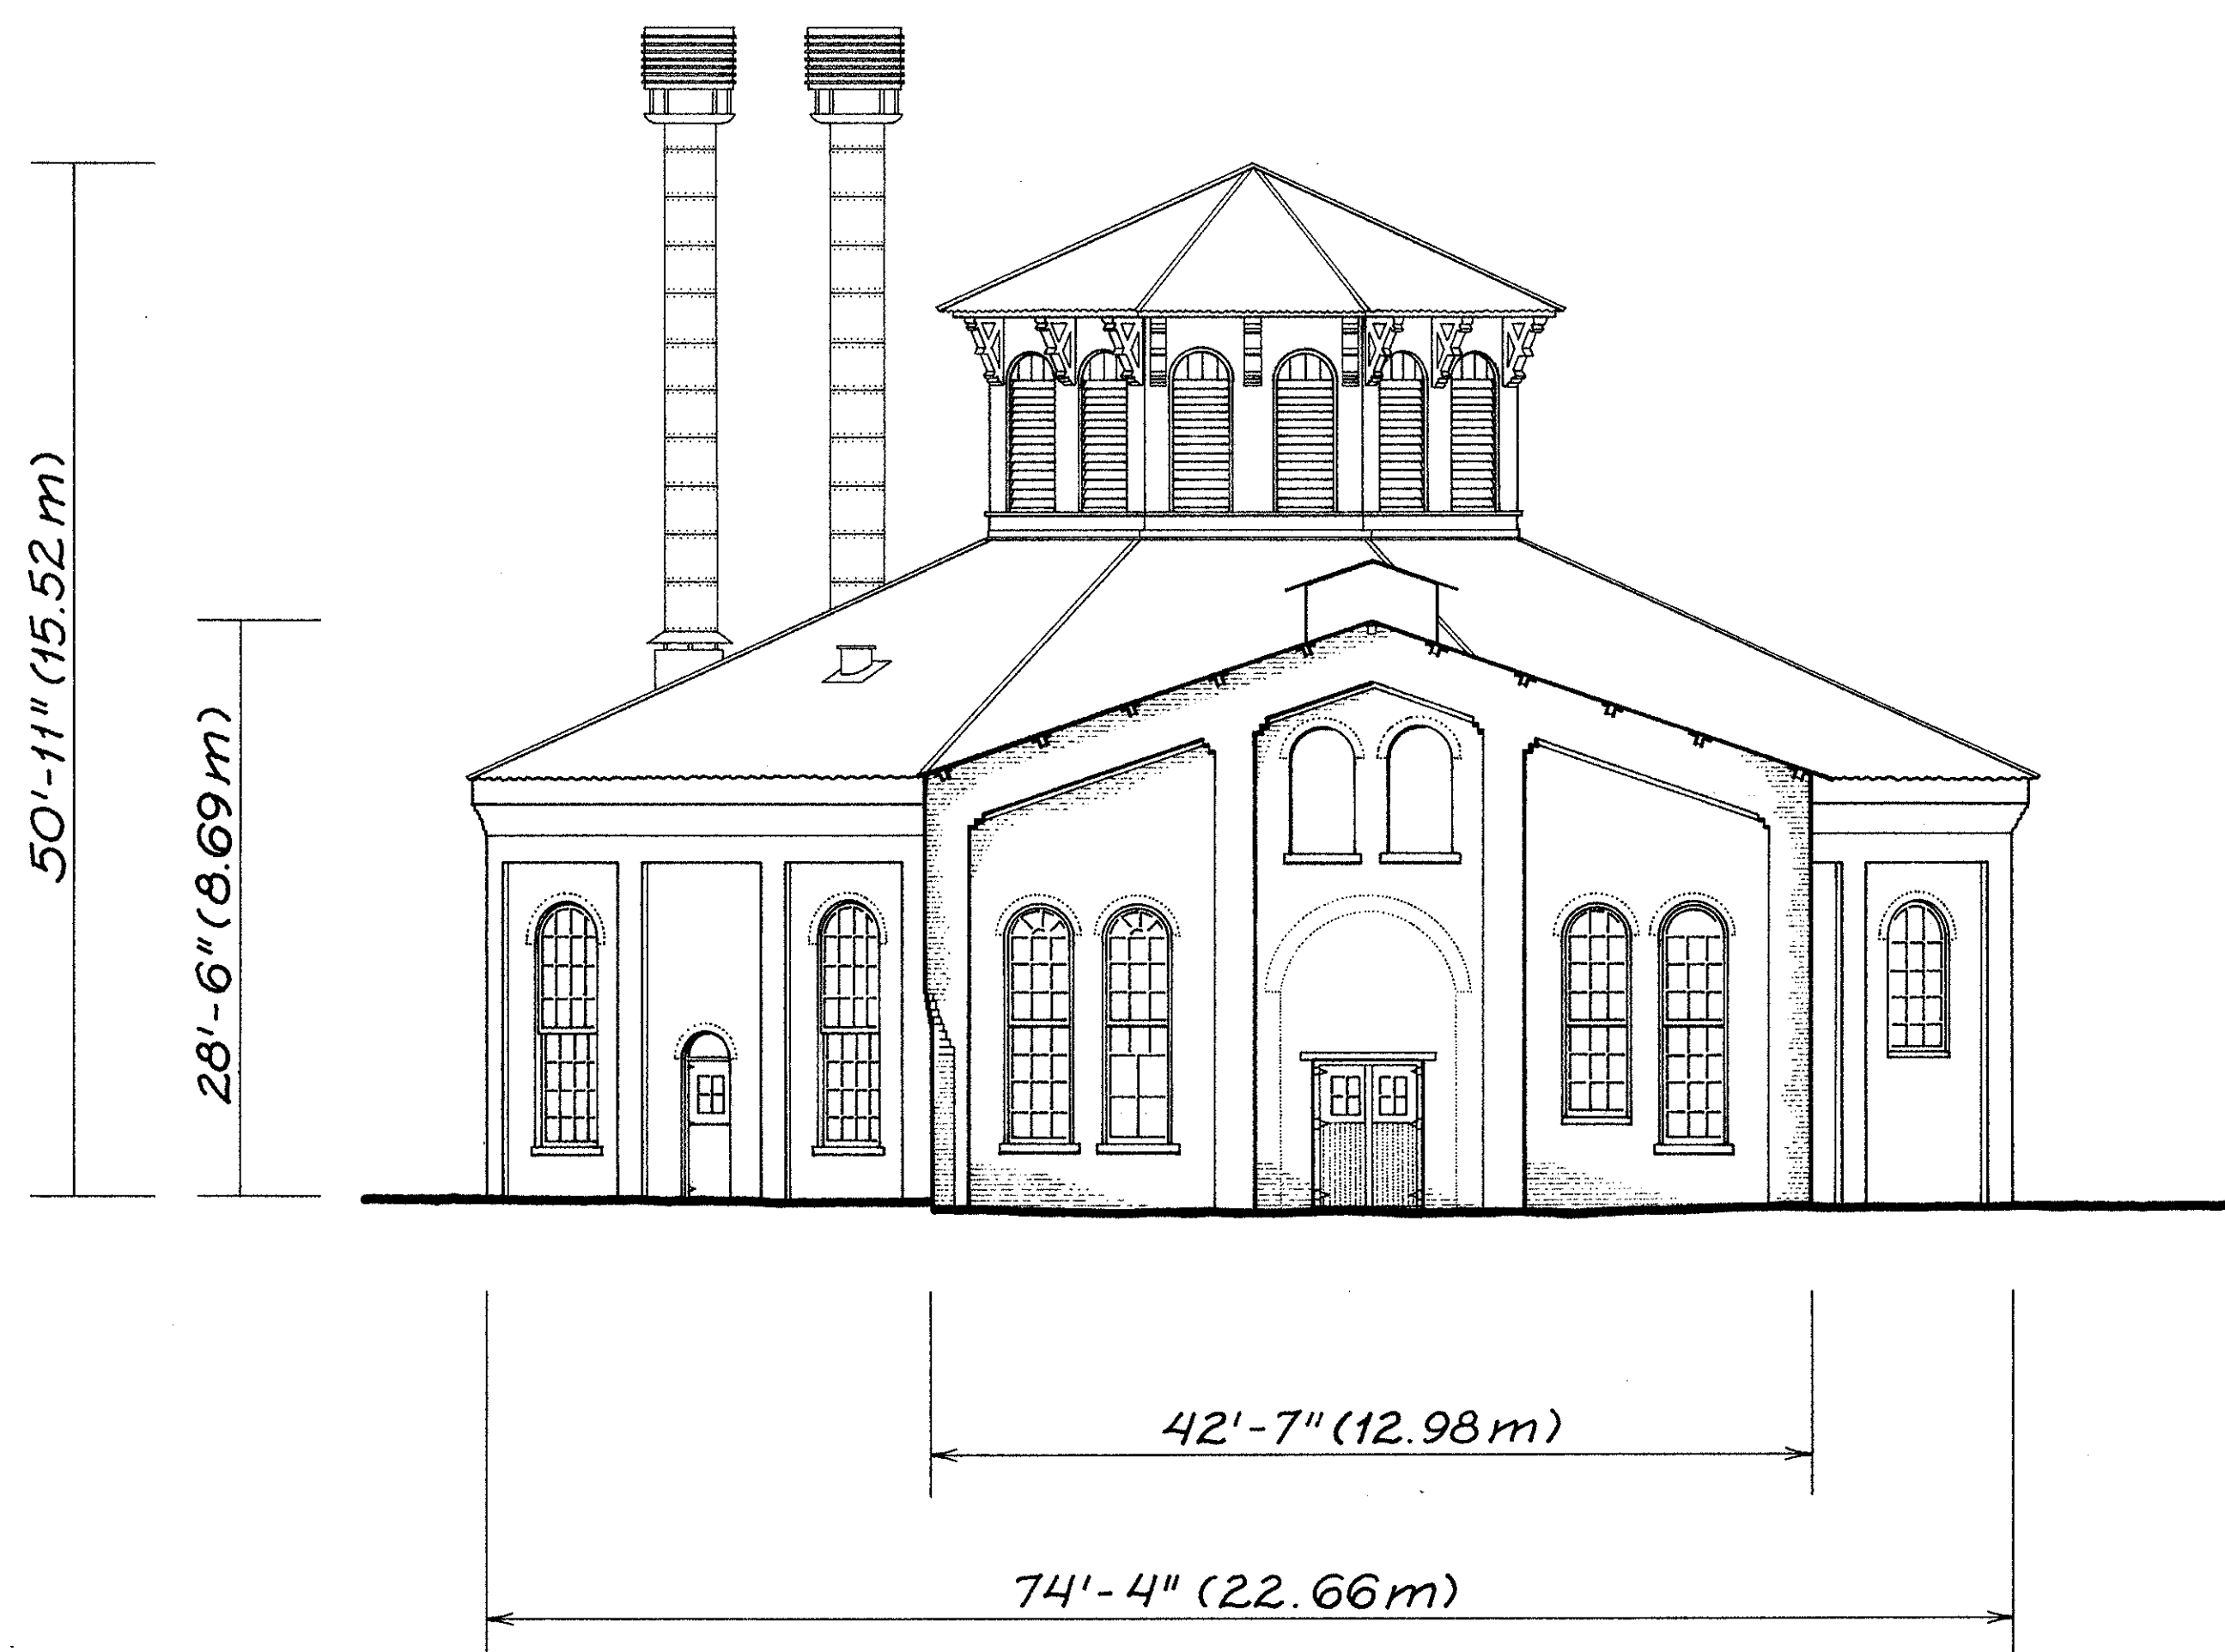 50'-11" (15.52 m)
28'-6" (8.69 m)
42'-7" (12.98 m)
74'-4" (22.66 m)